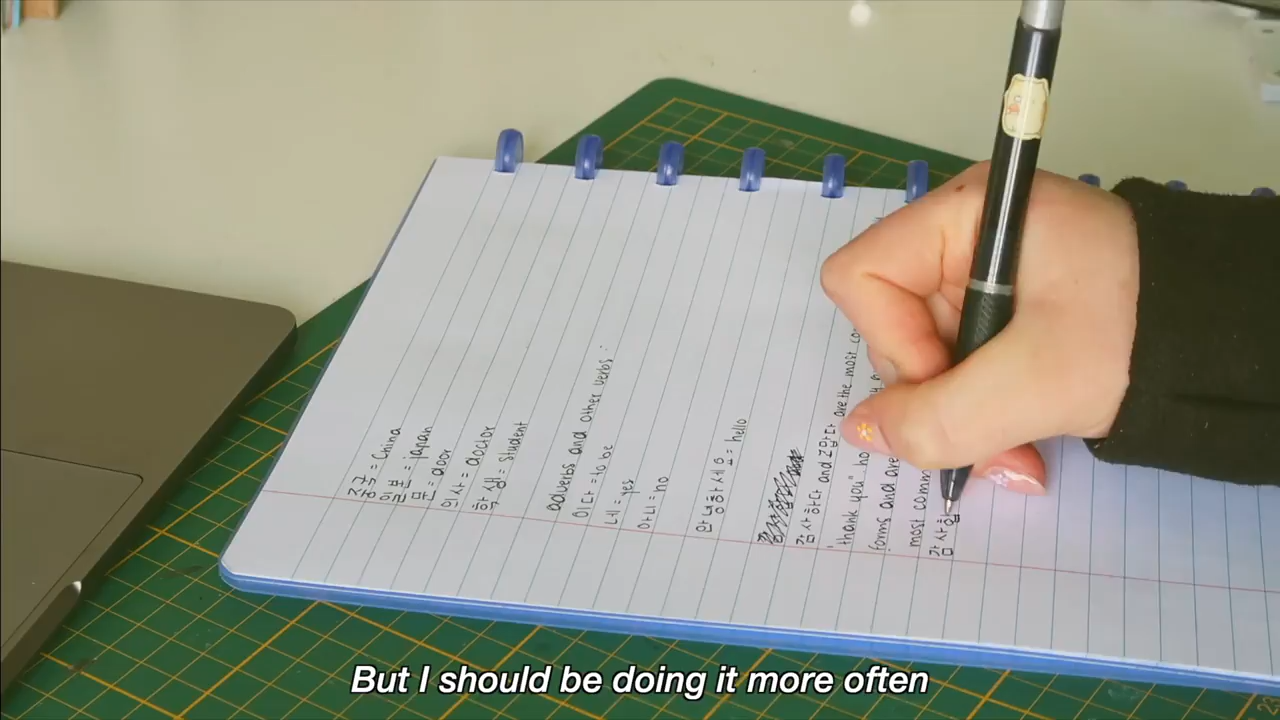 중국 = China
일본 = japan
문 = door
의사 = doctor
학생 = student
adverbs and other verbs :
이다 = to be
네 = yes
아니 = no
안녕하세요 = hello
감사하다 and 고맙다 are the most co
"thank you"
forms and are
most comm
감사합
But I should be doing it more often